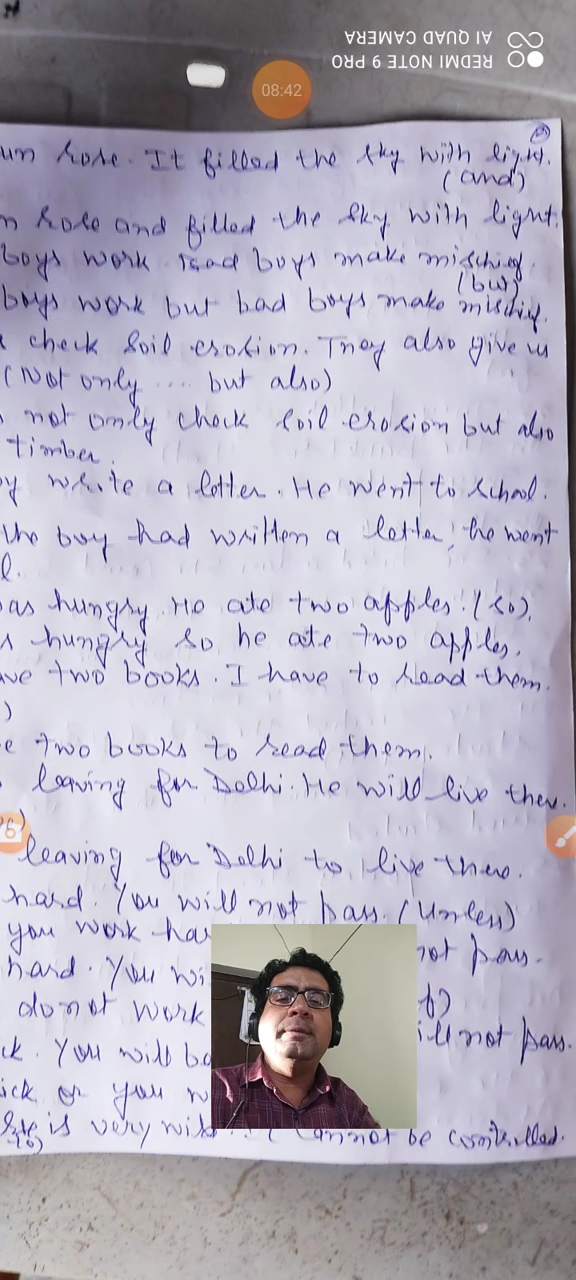 REDMI NOTE 9 PRO
AI QUAD CAMERA
08:42
un rose. It filled the sky with light.
(and)
n rose and filled the sky with light.
boys work bad boys make mischief.
(but)
boys work but bad boys make mischief.
check soil erosion. They also give us
(Not only .... but also)
not only check soil erosion but also
timber.
write a letter. He went to school.
the boy had written a letter, he went
l.
as hungry. He ate two apples. (so).
s hungry so he ate two apples.
ve two books. I have to read them.
)
e two books to read them.
leaving for Delhi. He will live there.
leaving for Delhi to live there.
hard. You will not pass. (Unless)
you work har not pass.
hard. You wi
do not work if)
ill not pass.
ck. You will b
ick or you w
is very wild. It cannot be controlled.